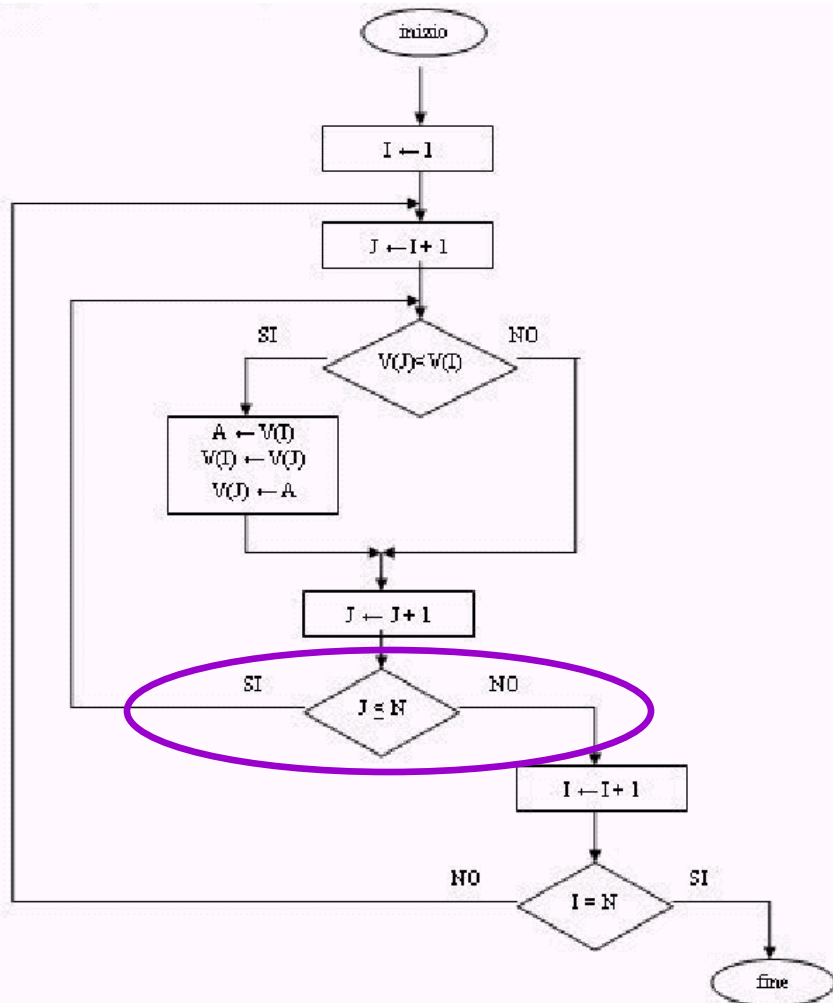 inizio
I ← 1
J ← I + 1
SI
NO
V(J)< V(I)
A ← V(I)
V(I) ← V(J)
V(J) ← A
J ← J + 1
SI
NO
J ≤ N
I ← I + 1
NO
SI
I = N
fine